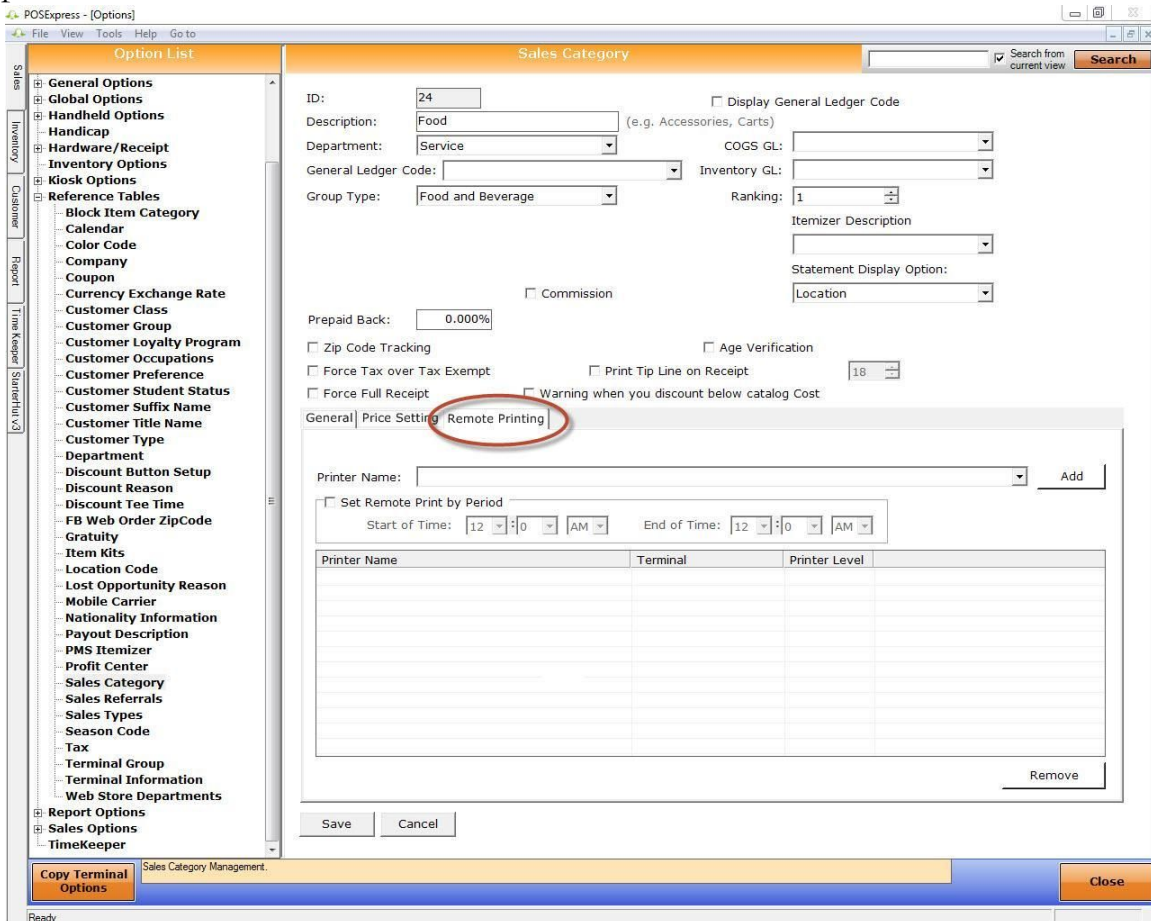 POSExpress - [Options]
File View Tools Help Go to
Sales
Inventory
Customer
Report
Time Keeper
StarterHut v3
Option List
General Options
Global Options
Handheld Options
Handicap
Hardware/Receipt
Inventory Options
Kiosk Options
Reference Tables
Block Item Category
Calendar
Color Code
Company
Coupon
Currency Exchange Rate
Customer Class
Customer Group
Customer Loyalty Program
Customer Occupations
Customer Preference
Customer Student Status
Customer Suffix Name
Customer Title Name
Customer Type
Department
Discount Button Setup
Discount Reason
Discount Tee Time
FB Web Order ZipCode
Gratuity
Item Kits
Location Code
Lost Opportunity Reason
Mobile Carrier
Nationality Information
Payout Description
PMS Itemizer
Profit Center
Sales Category
Sales Referrals
Sales Types
Season Code
Tax
Terminal Group
Terminal Information
Web Store Departments
Report Options
Sales Options
TimeKeeper
Sales Category
Search from current view Search
ID: 24 Display General Ledger Code
Description: Food (e.g. Accessories, Carts)
Department: Service COGS GL:
General Ledger Code: Inventory GL:
Group Type: Food and Beverage Ranking: 1
Itemizer Description
Statement Display Option:
Commission Location
Prepaid Back: 0.000%
Zip Code Tracking Age Verification
Force Tax over Tax Exempt Print Tip Line on Receipt 18
Force Full Receipt Warning when you discount below catalog Cost
General Price Setting Remote Printing
Printer Name: Add
Set Remote Print by Period
Start of Time: 12 : 0 AM End of Time: 12 : 0 AM
Printer Name Terminal Printer Level
Remove
Save Cancel
Copy Terminal Options
Sales Category Management.
Close
Ready